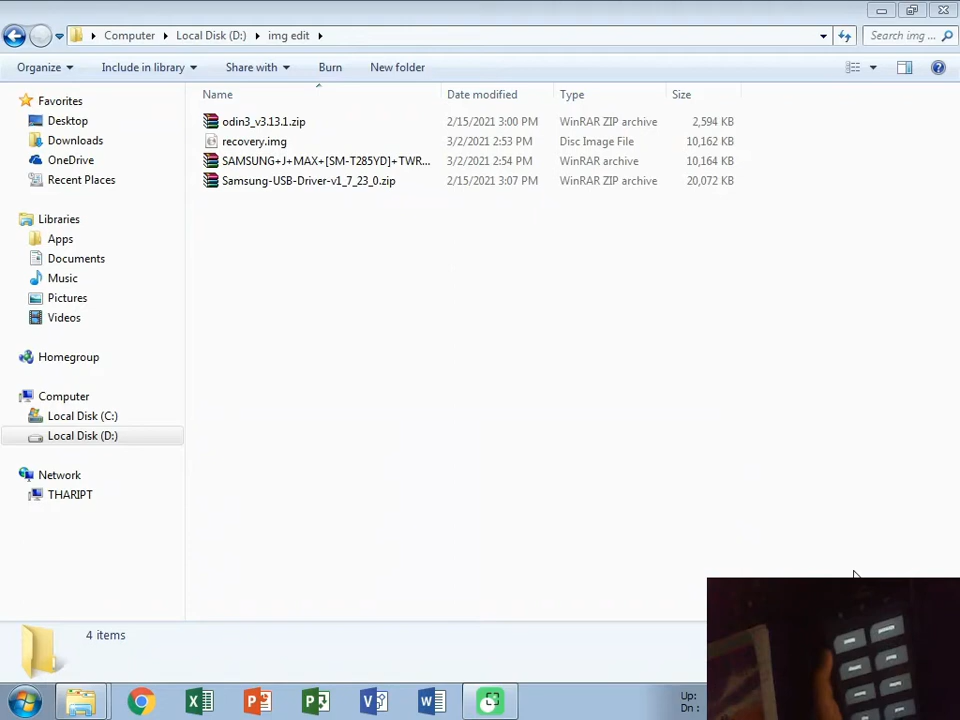 Computer Local Disk (D:) img edit Search img ...
Organize Include in library Share with Burn New folder
Name Date modified Type Size
Favorites
Desktop
Downloads
OneDrive
Recent Places
Libraries
Apps
Documents
Music
Pictures
Videos
Homegroup
Computer
Local Disk (C:)
Local Disk (D:)
Network
THARIPT
odin3_v3.13.1.zip 2/15/2021 3:00 PM WinRAR ZIP archive 2,594 KB
recovery.img 3/2/2021 2:53 PM Disc Image File 10,162 KB
SAMSUNG+J+MAX+[SM-T285YD]+TWR... 3/2/2021 2:54 PM WinRAR archive 10,164 KB
Samsung-USB-Driver-v1_7_23_0.zip 2/15/2021 3:07 PM WinRAR ZIP archive 20,072 KB
4 items
Up:
Dn :